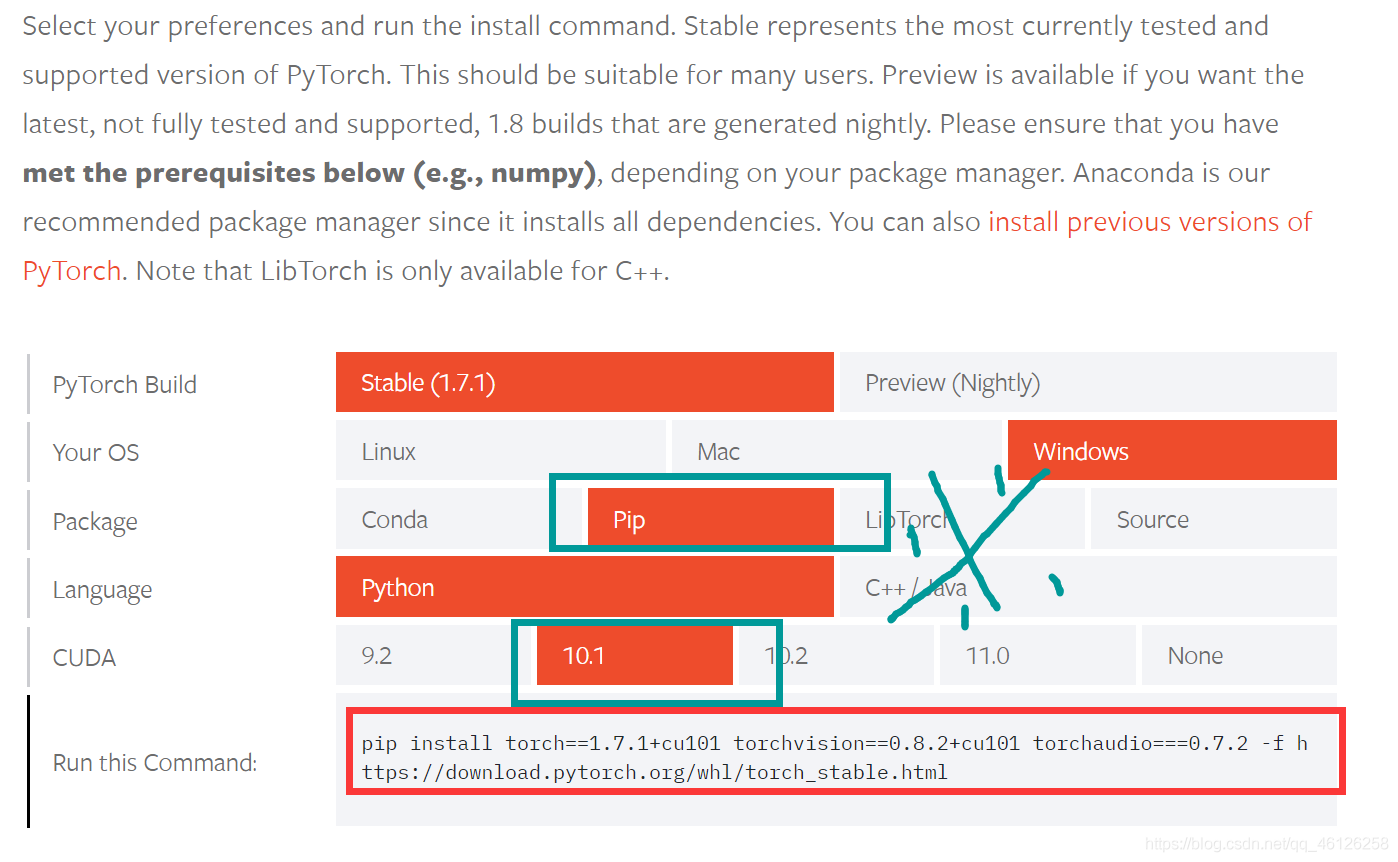 Select your preferences and run the install command. Stable represents the most currently tested and
supported version of PyTorch. This should be suitable for many users. Preview is available if you want the
latest, not fully tested and supported, 1.8 builds that are generated nightly. Please ensure that you have
met the prerequisites below (e.g., numpy), depending on your package manager. Anaconda is our
recommended package manager since it installs all dependencies. You can also install previous versions of
PyTorch. Note that LibTorch is only available for C++.
PyTorch Build Stable (1.7.1) Preview (Nightly)
Your OS Linux Mac Windows
Package Conda Pip LibTorch Source
Language Python C++ / Java
CUDA 9.2 10.1 10.2 11.0 None
Run this Command: pip install torch==1.7.1+cu101 torchvision==0.8.2+cu101 torchaudio===0.7.2 -f h
ttps://download.pytorch.org/whl/torch_stable.html
https://blog.csdn.net/qq_46126258